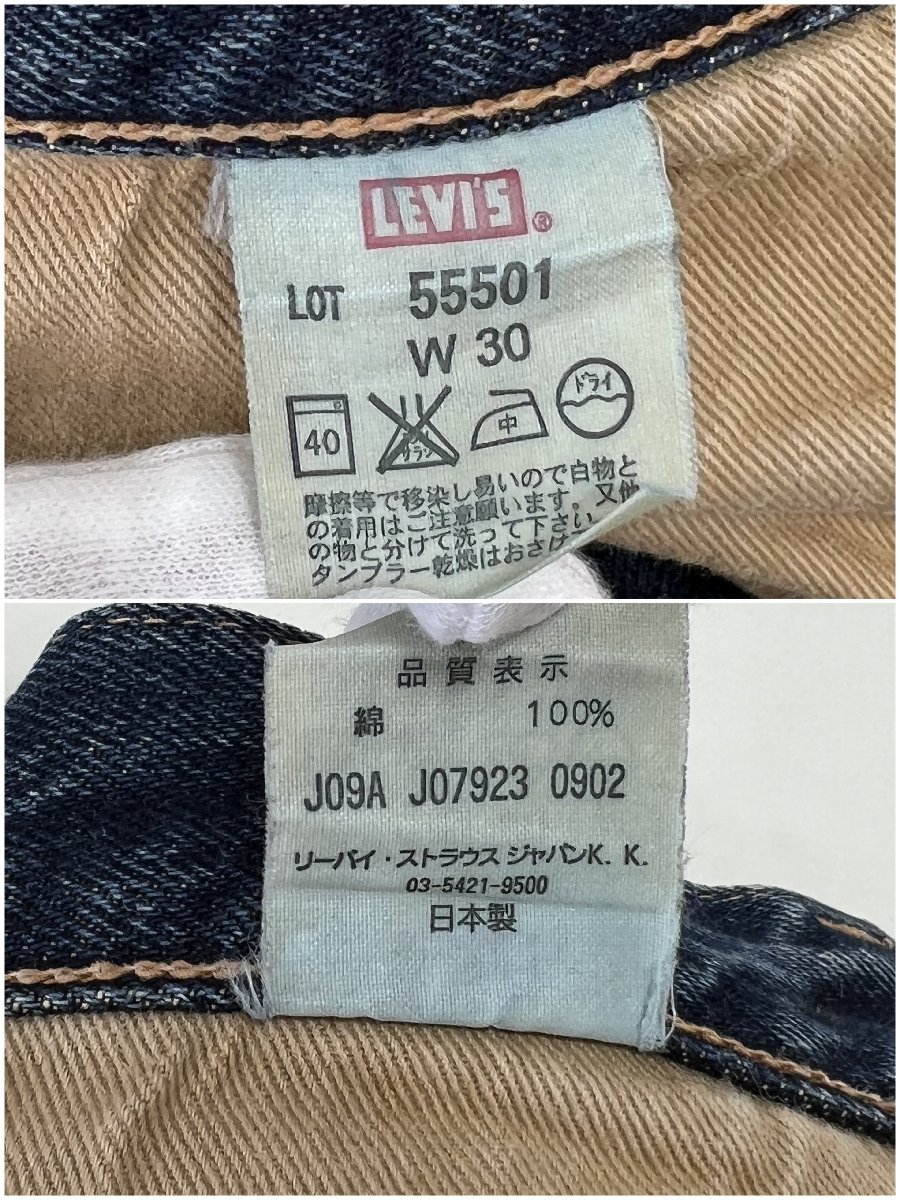 LEVI'S ®
LOT 55501
W 30
40 中 ドライ
摩擦等で移染し易いので白物と
の着用はご注意願います。又他
の物と分けて洗って下さい。
タンブラー乾燥はおさけ
品質表示
綿 100%
J09A J07923 0902
リーバイ・ストラウス ジャパンK. K.
03-5421-9500
日本製